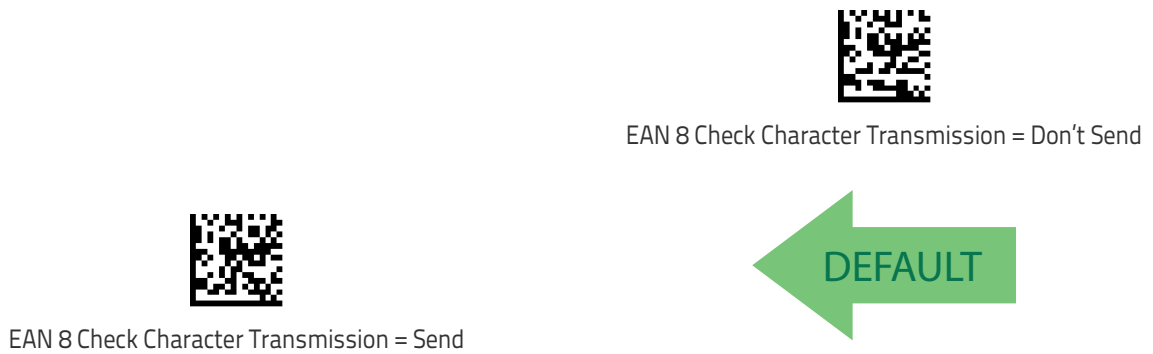 EAN 8 Check Character Transmission = Don't Send
DEFAULT
EAN 8 Check Character Transmission = Send